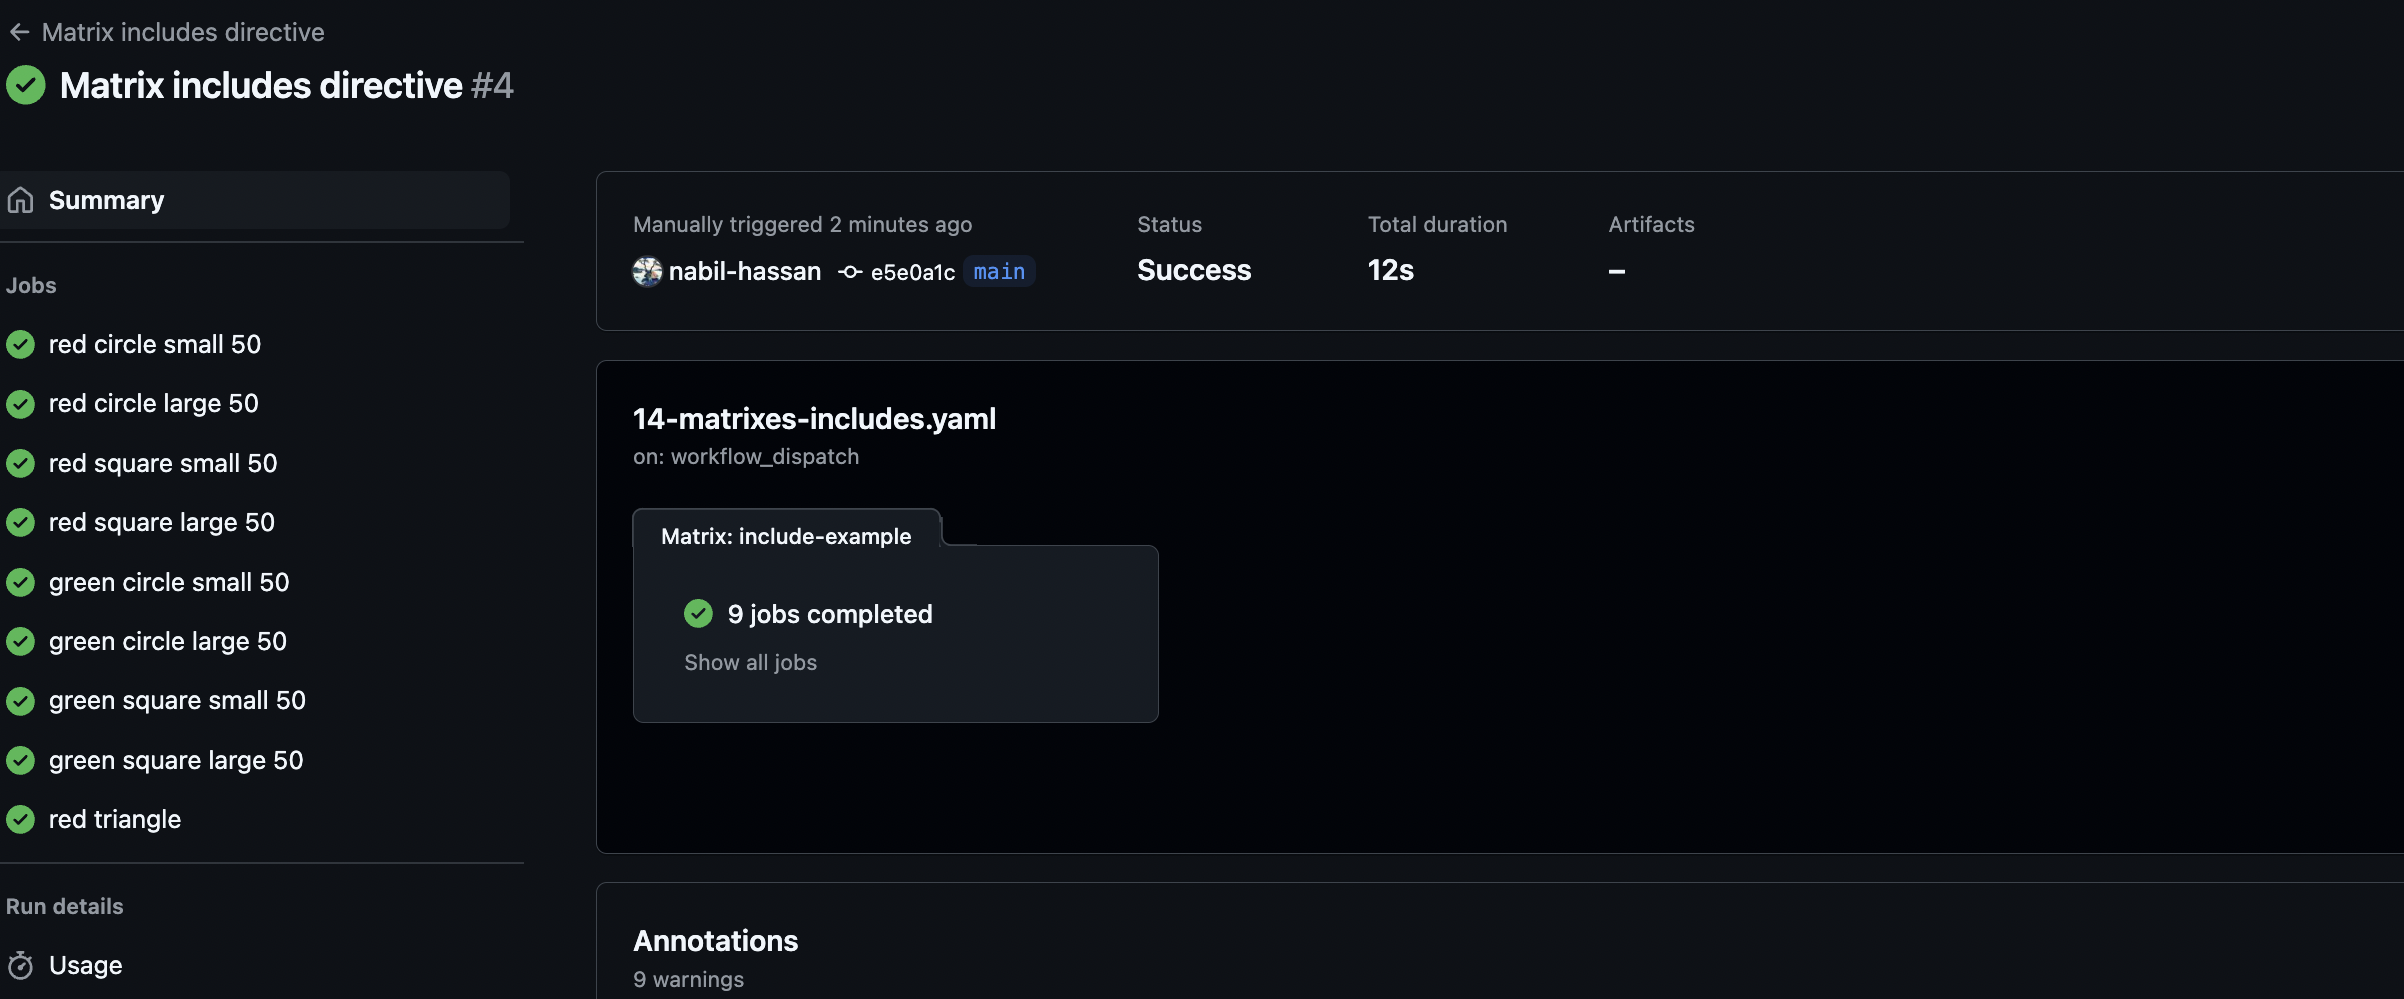 Matrix includes directive
Matrix includes directive #4
Summary
Jobs
red circle small 50
red circle large 50
red square small 50
red square large 50
green circle small 50
green circle large 50
green square small 50
green square large 50
red triangle
Run details
Usage
Manually triggered 2 minutes ago
nabil-hassan e5e0a1c main
Status
Success
Total duration
12s
Artifacts
–
14-matrixes-includes.yaml
on: workflow_dispatch
Matrix: include-example
9 jobs completed
Show all jobs
Annotations
9 warnings